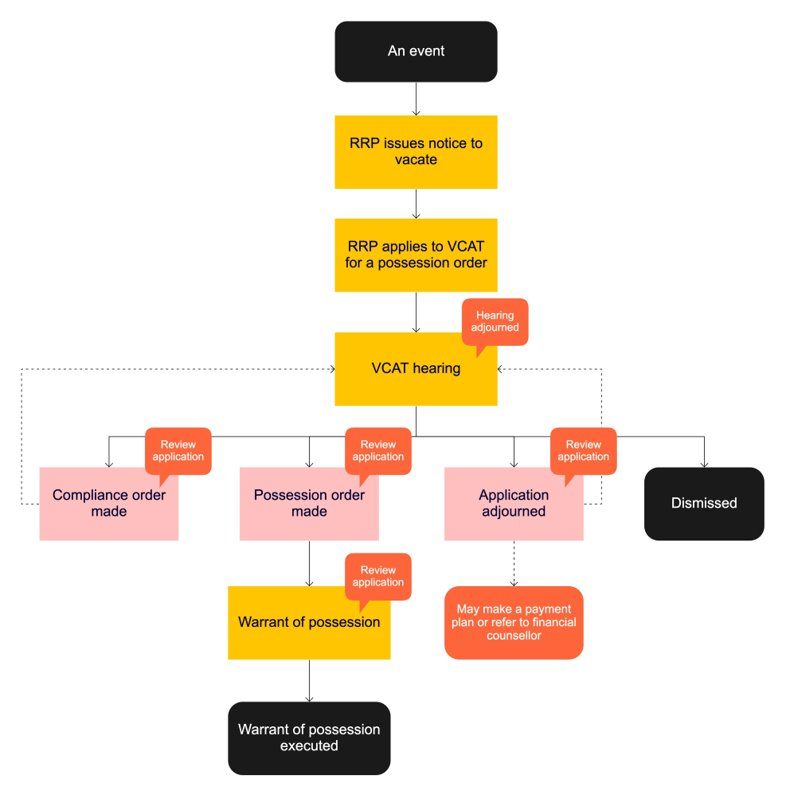 An event
RRP issues notice to
vacate
RRP applies to VCAT
for a possession order
Hearing
adjourned
VCAT hearing
Review
application
Review
application
Review
application
Compliance order
made
Possession order
made
Application
adjourned
Dismissed
Review
application
Warrant of possession
May make a payment
plan or refer to financial
counsellor
Warrant of possession
executed